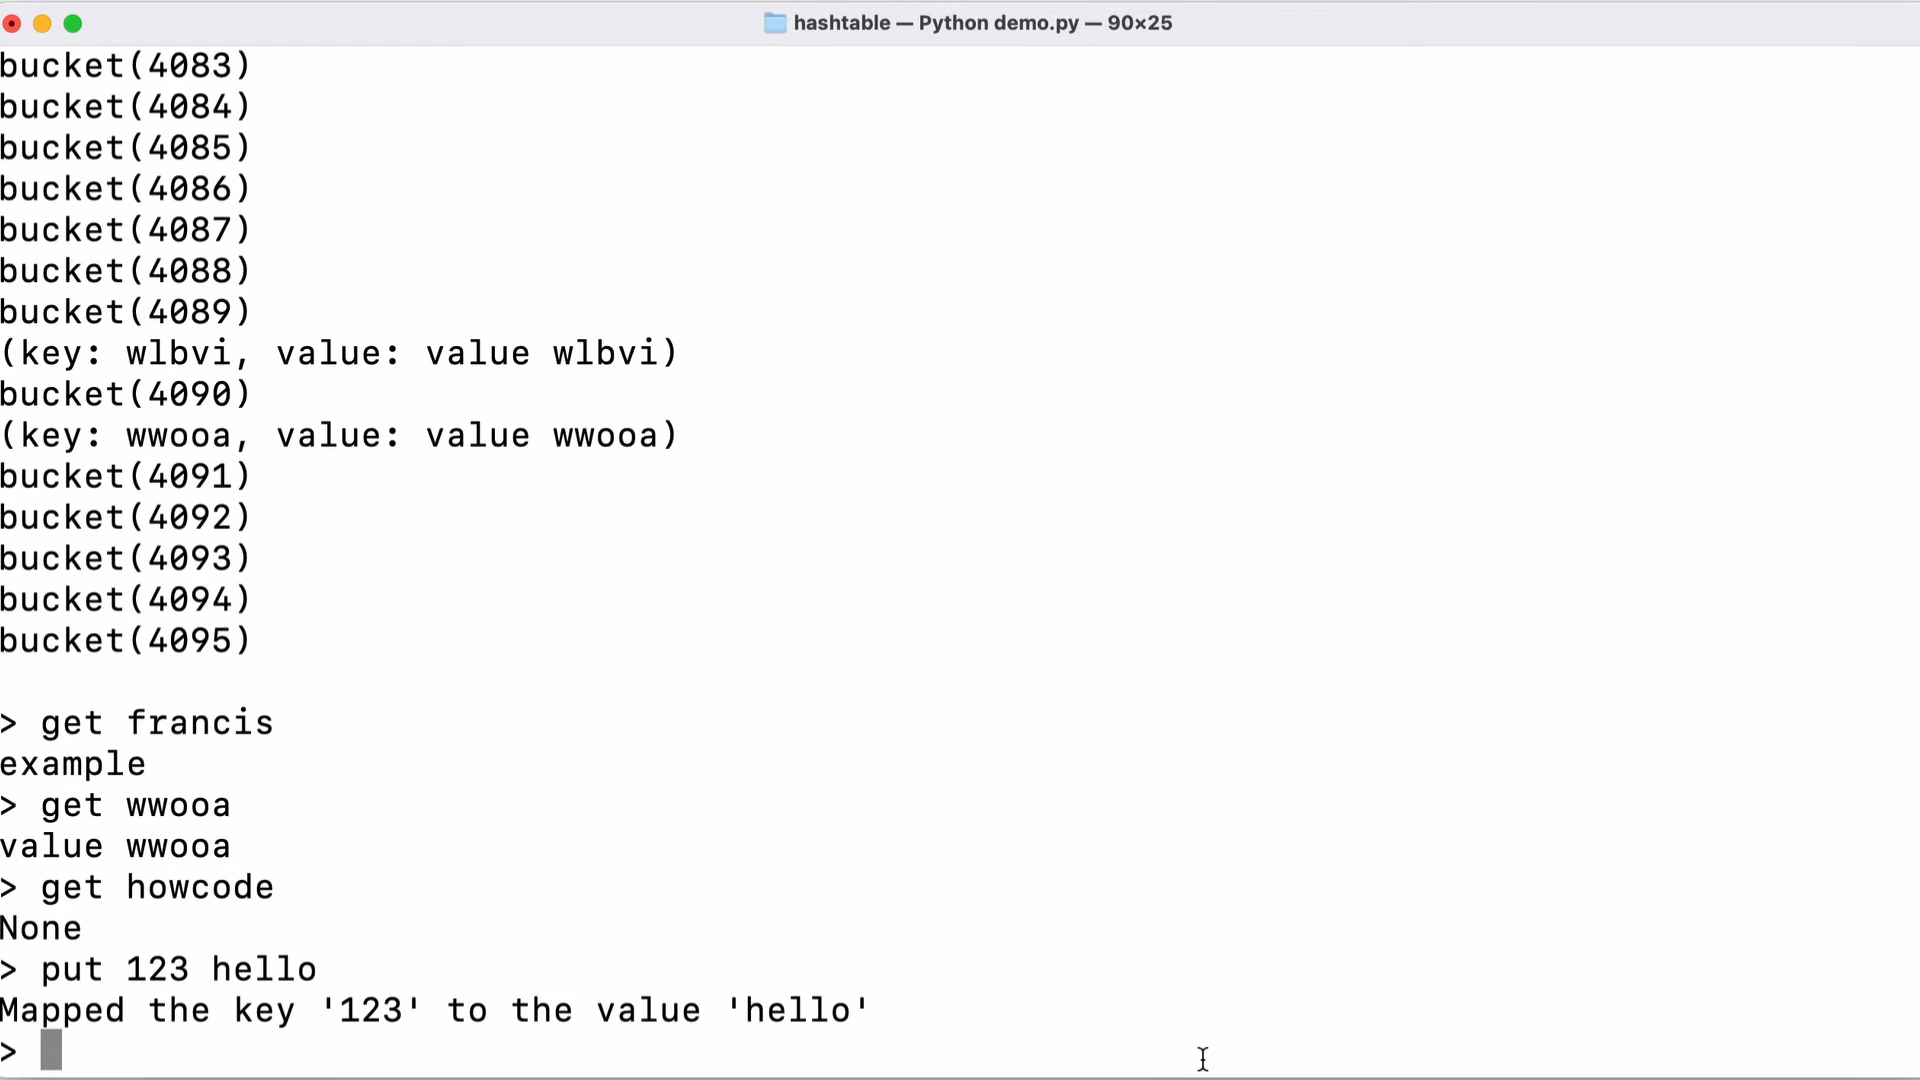 hashtable — Python demo.py — 90×25
bucket(4083)
bucket(4084)
bucket(4085)
bucket(4086)
bucket(4087)
bucket(4088)
bucket(4089)
(key: wlbvi, value: value wlbvi)
bucket(4090)
(key: wwooa, value: value wwooa)
bucket(4091)
bucket(4092)
bucket(4093)
bucket(4094)
bucket(4095)
> get francis
example
> get wwooa
value wwooa
> get howcode
None
> put 123 hello
Mapped the key '123' to the value 'hello'
>